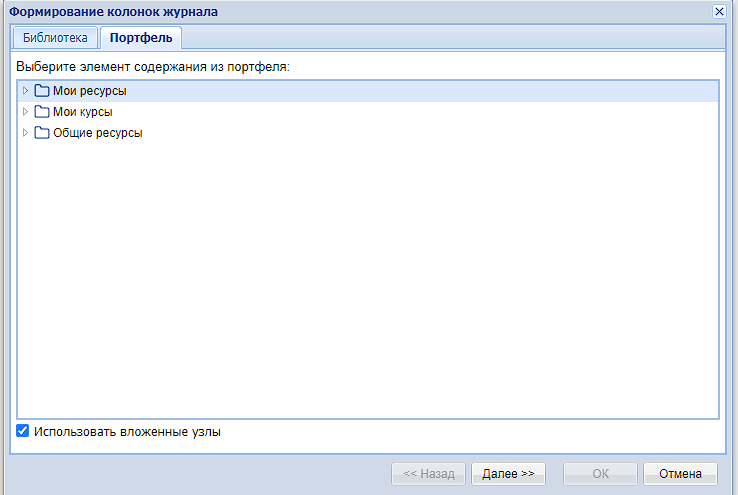 Формирование колонок журнала
Библиотека Портфель
Выберите элемент содержания из портфеля:
Мои ресурсы
Мои курсы
Общие ресурсы
Использовать вложенные узлы
<< Назад Далее >> ОК Отмена